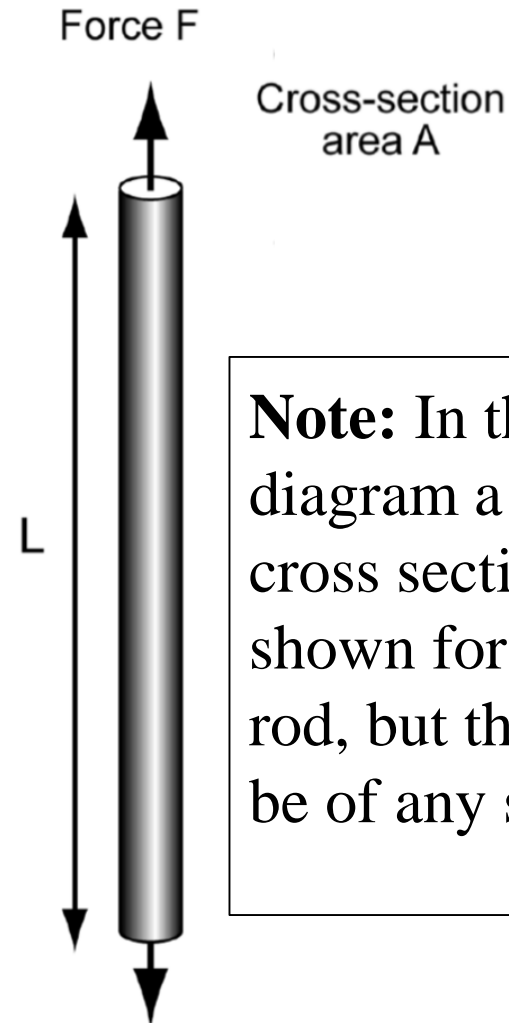 Force F
Cross-section
area A
L
Note: In
diagram a
cross
shown for
rod, but
be of any